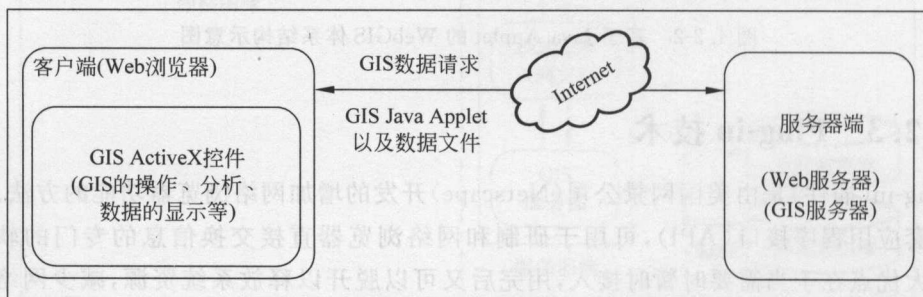 客户端(Web浏览器)
GIS ActiveX控件
(GIS的操作、分析、
数据的显示等)
GIS数据请求
GIS Java Applet
以及数据文件
Internet
服务器端
(Web服务器)
(GIS服务器)